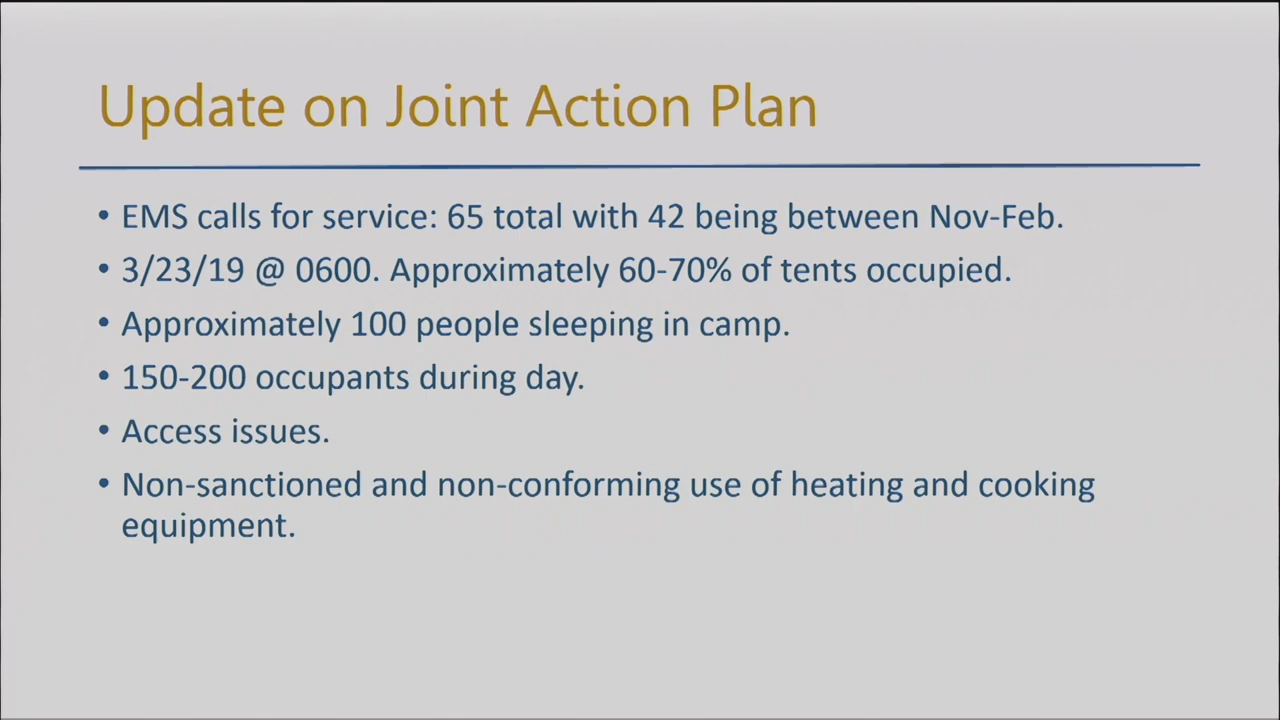 Update on Joint Action Plan
• EMS calls for service: 65 total with 42 being between Nov-Feb.
• 3/23/19 @ 0600. Approximately 60-70% of tents occupied.
• Approximately 100 people sleeping in camp.
• 150-200 occupants during day.
• Access issues.
• Non-sanctioned and non-conforming use of heating and cooking
equipment.